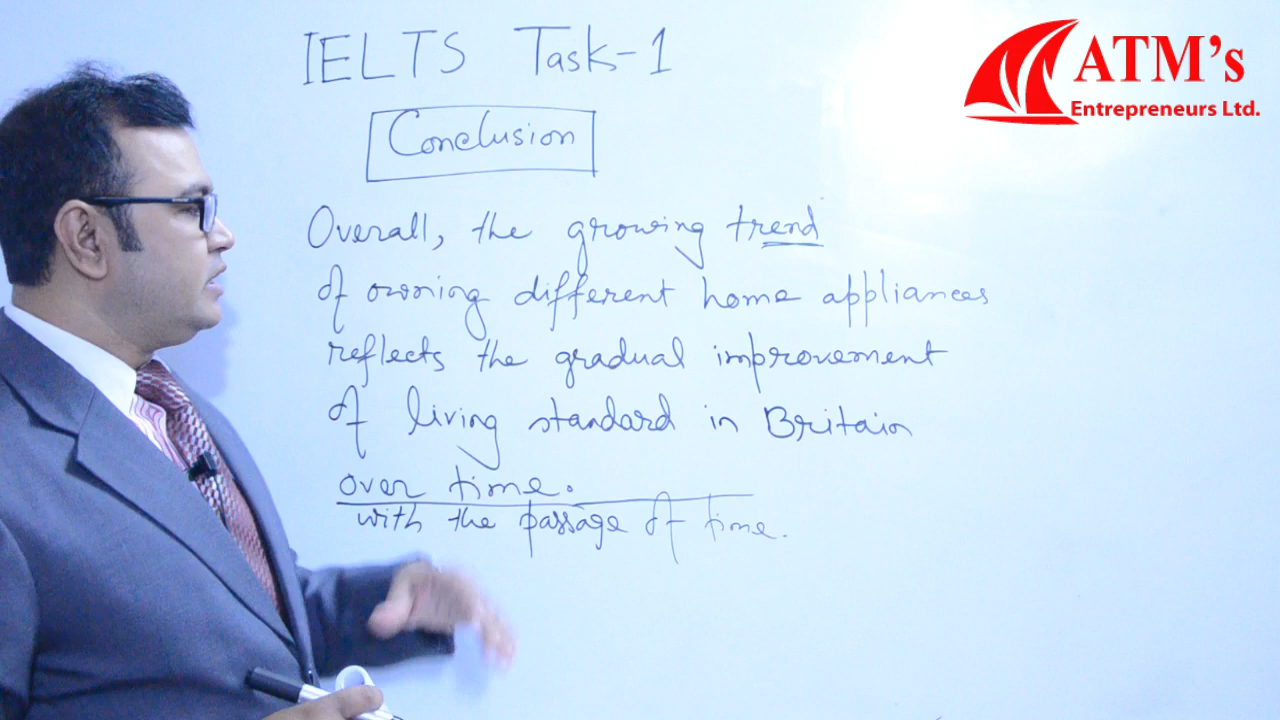 IELTS Task-1
ATM's
Entrepreneurs Ltd.
Conclusion
Overall, the growing trend
of owning different home appliances
reflects the gradual improvement
of living standard in Britain
over time.
with the passage of time.